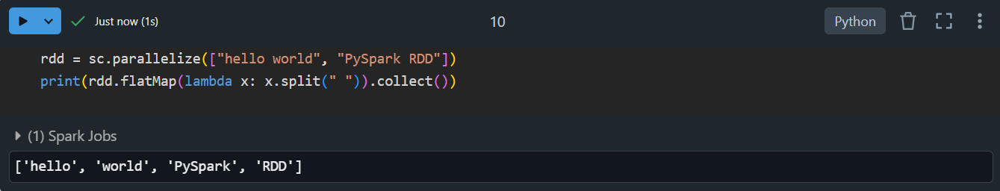 Just now (1s)
10
Python
rdd = sc.parallelize(["hello world", "PySpark RDD"])
print(rdd.flatMap(lambda x: x.split(" ")).collect())
(1) Spark Jobs
['hello', 'world', 'PySpark', 'RDD']